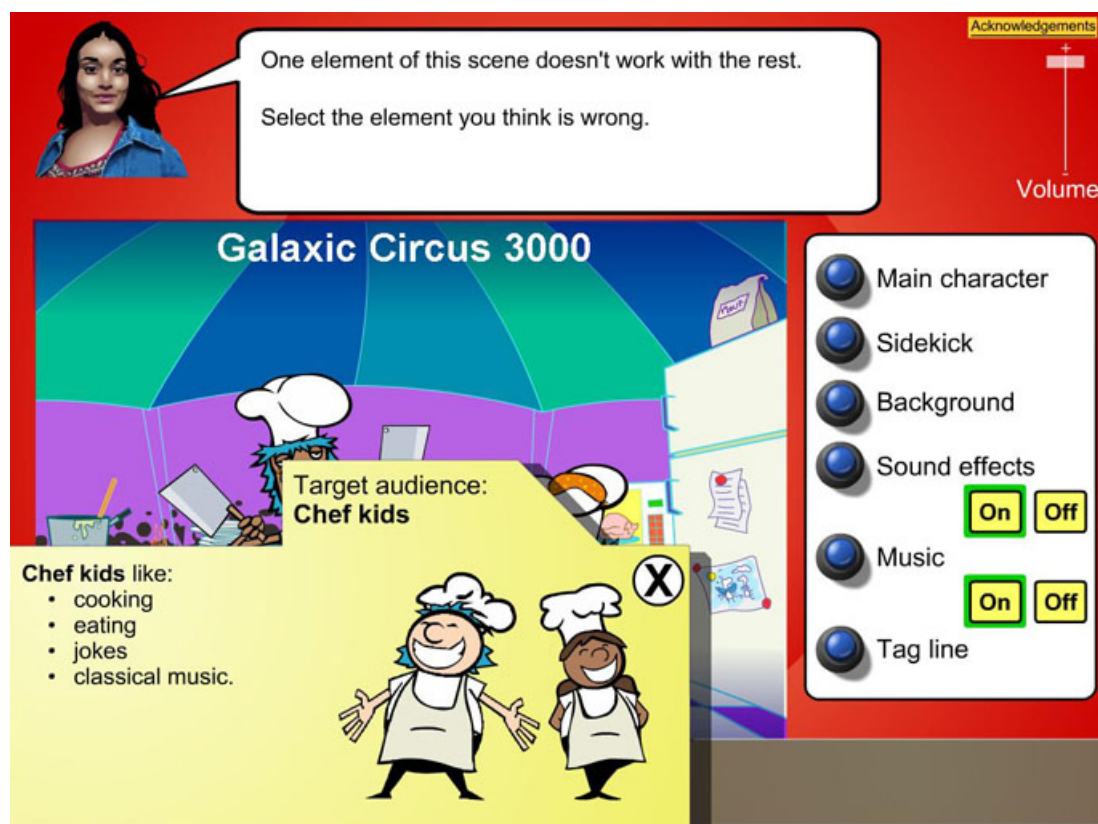 Acknowledgements
One element of this scene doesn't work with the rest.
Select the element you think is wrong.
+
-
Volume
Galaxic Circus 3000
Main character
Sidekick
Background
Sound effects
On Off
Music
On Off
Tag line
Target audience:
Chef kids
X
Chef kids like:
• cooking
• eating
• jokes
• classical music.